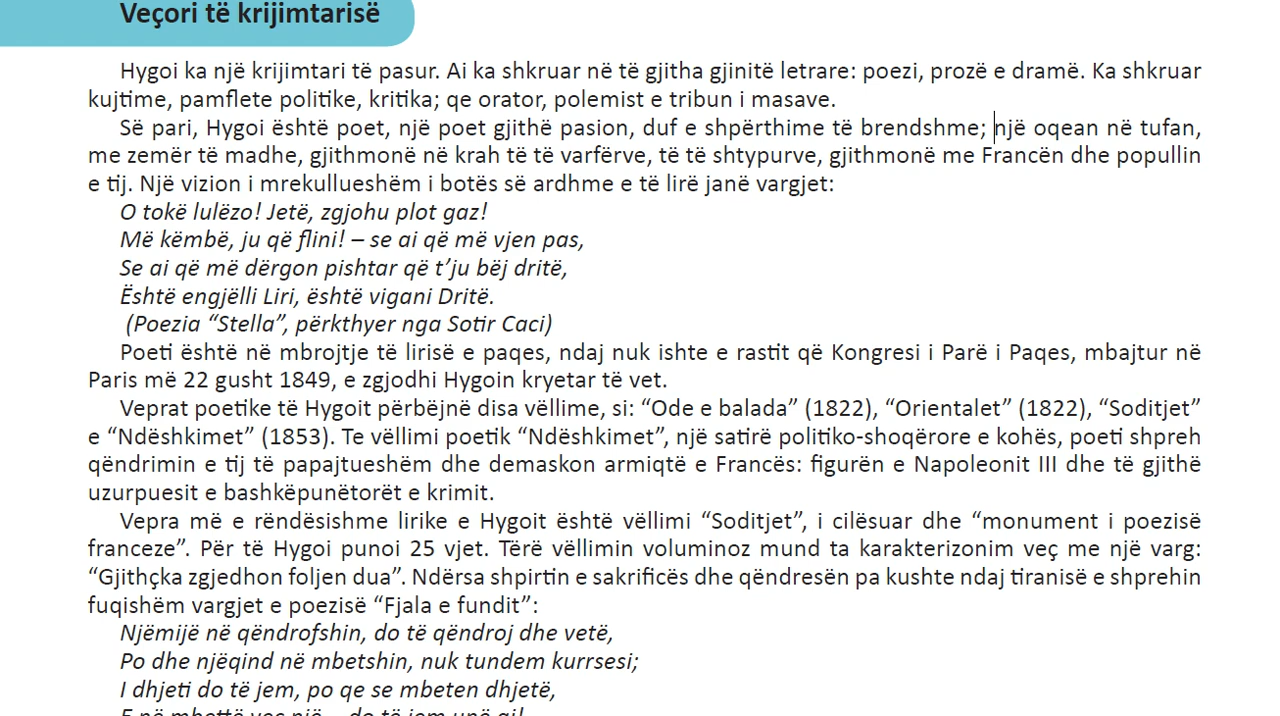 Veçori të krijimtarisë
Hygoi ka një krijimtari të pasur. Ai ka shkruar në të gjitha gjinitë letrare: poezi, prozë e dramë. Ka shkruar
kujtime, pamflete politike, kritika; qe orator, polemist e tribun i masave.
Së pari, Hygoi është poet, një poet gjithë pasion, duf e shpërthime të brendshme; një oqean në tufan,
me zemër të madhe, gjithmonë në krah të të varfërve, të të shtypurve, gjithmonë me Francën dhe popullin
e tij. Një vizion i mrekullueshëm i botës së ardhme e të lirë janë vargjet:
O tokë lulëzo! Jetë, zgjohu plot gaz!
Më këmbë, ju që flini! – se ai që më vjen pas,
Se ai që më dërgon pishtar që t’ju bëj dritë,
Është engjëlli Liri, është vigani Dritë.
(Poezia “Stella”, përkthyer nga Sotir Caci)
Poeti është në mbrojtje të lirisë e paqes, ndaj nuk ishte e rastit që Kongresi i Parë i Paqes, mbajtur në
Paris më 22 gusht 1849, e zgjodhi Hygoin kryetar të vet.
Veprat poetike të Hygoit përbëjnë disa vëllime, si: “Ode e balada” (1822), “Orientalet” (1822), “Soditjet”
e “Ndëshkimet” (1853). Te vëllimi poetik “Ndëshkimet”, një satirë politiko-shoqërore e kohës, poeti shpreh
qëndrimin e tij të papajtueshëm dhe demaskon armiqtë e Francës: figurën e Napoleonit III dhe të gjithë
uzurpuesit e bashkëpunëtorët e krimit.
Vepra më e rëndësishme lirike e Hygoit është vëllimi “Soditjet”, i cilësuar dhe “monument i poezisë
franceze”. Për të Hygoi punoi 25 vjet. Tërë vëllimin voluminoz mund ta karakterizonim veç me një varg:
“Gjithçka zgjedhon foljen dua”. Ndërsa shpirtin e sakrificës dhe qëndresën pa kushte ndaj tiranisë e shprehin
fuqishëm vargjet e poezisë “Fjala e fundit”:
Njëmijë në qëndrofshin, do të qëndroj dhe vetë,
Po dhe njëqind në mbetshin, nuk tundem kurrsesi;
I dhjeti do të jem, po qe se mbeten dhjetë,
E në mbettë veç një – do të jem unë ai!